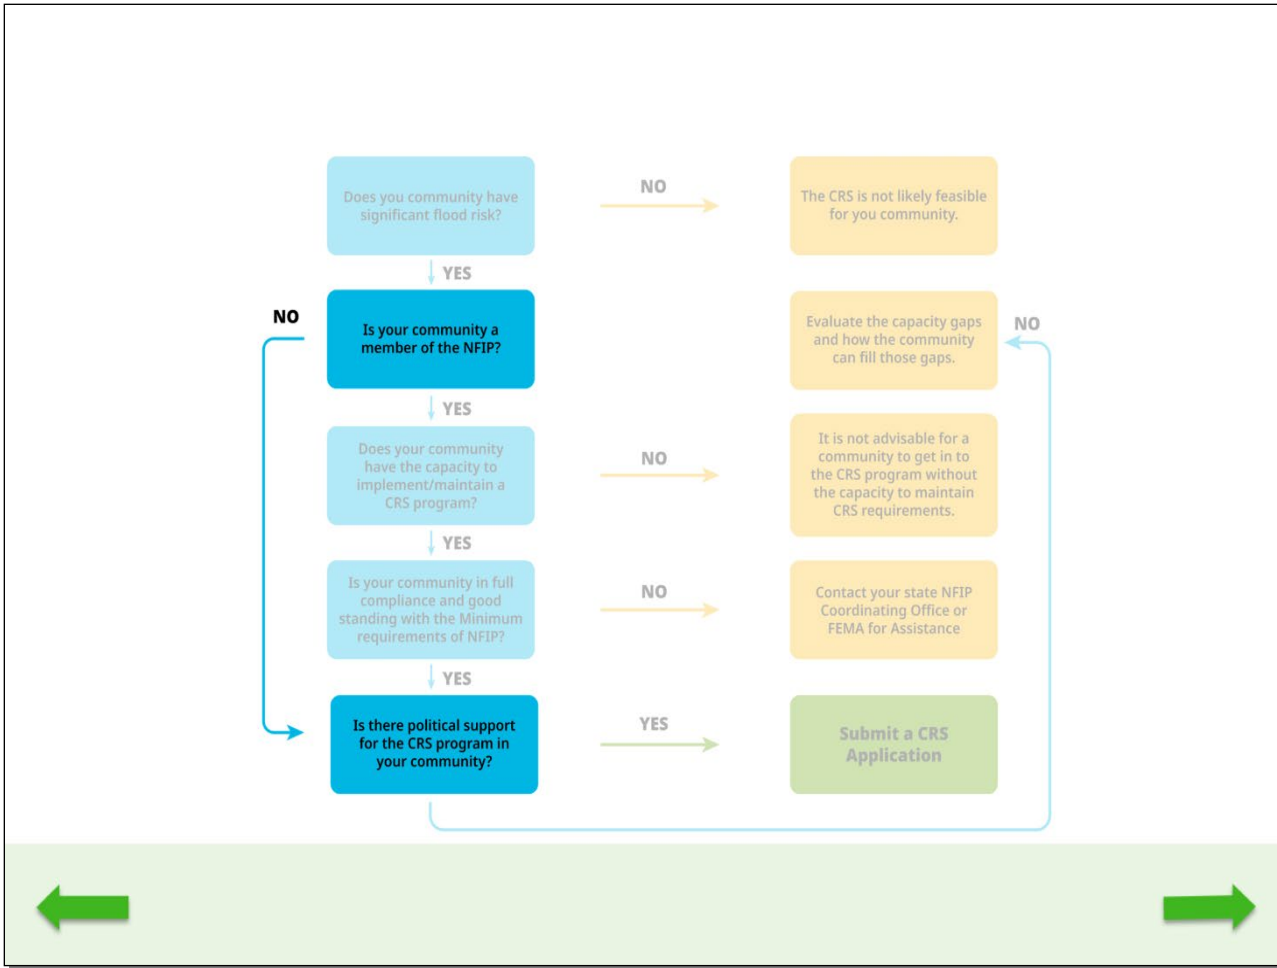 Does you community have
significant flood risk?
NO
The CRS is not likely feasible
for you community.
YES
NO
Is your community a
member of the NFIP?
Evaluate the capacity gaps
and how the community
can fill those gaps.
NO
YES
Does your community
have the capacity to
implement/maintain a
CRS program?
NO
It is not advisable for a
community to get in to
the CRS program without
the capacity to maintain
CRS requirements.
YES
Is your community in full
compliance and good
standing with the Minimum
requirements of NFIP?
NO
Contact your state NFIP
Coordinating Office or
FEMA for Assistance
YES
Is there political support
for the CRS program in
your community?
YES
Submit a CRS
Application